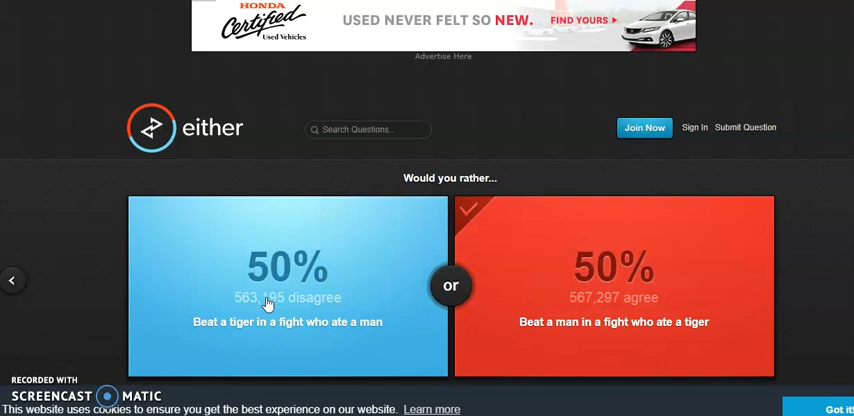 HONDA
Certified
Used Vehicles
USED NEVER FELT SO NEW. FIND YOURS
Advertise Here
either
Search Questions...
Join Now Sign In Submit Question
Would you rather...
50% or 50%
563,195 disagree 567,297 agree
Beat a tiger in a fight who ate a man Beat a man in a fight who ate a tiger
RECORDED WITH
SCREENCAST MATIC
This website uses cookies to ensure you get the best experience on our website. Learn more Got it!